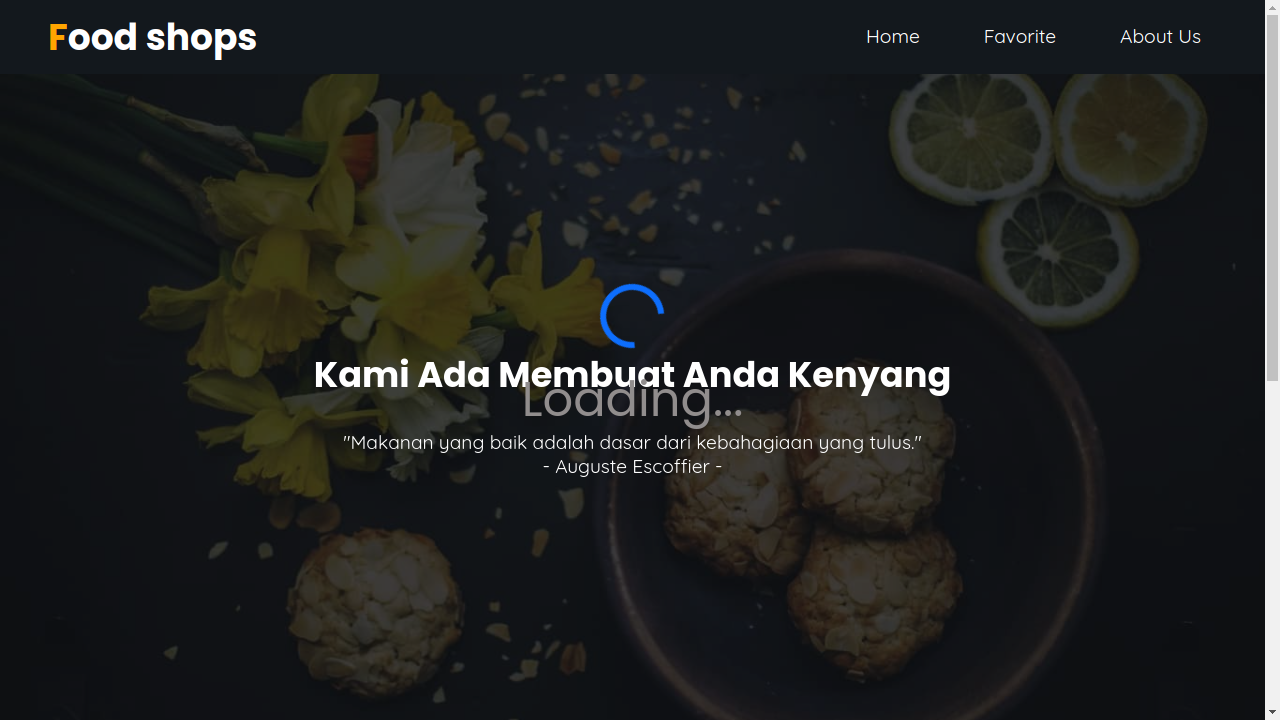 Food shops
Home
Favorite
About Us
Kami Ada Membuat Anda Kenyang
Loading...
"Makanan yang baik adalah dasar dari kebahagiaan yang tulus."
- Auguste Escoffier -